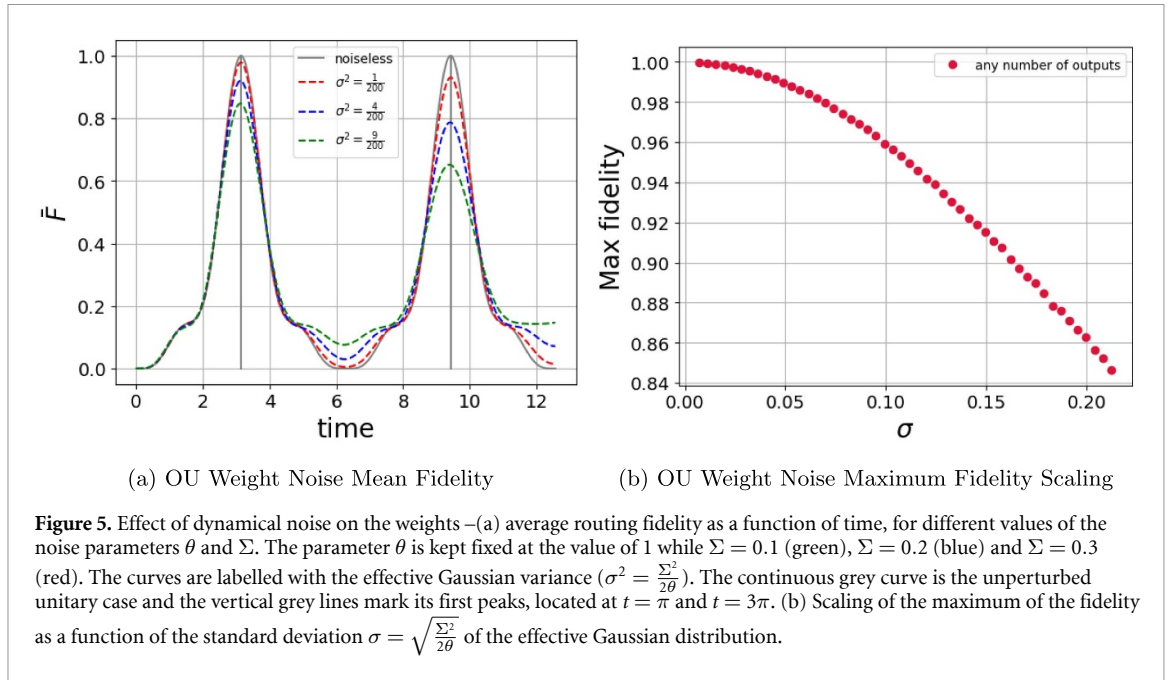 1.0
0.8
0.6
0.4
0.2
0.0
F̄
0 2 4 6 8 10 12
time
noiseless
σ² = 1/200
σ² = 4/200
σ² = 9/200
1.00
0.98
0.96
0.94
0.92
0.90
0.88
0.86
0.84
Max fidelity
0.00 0.05 0.10 0.15 0.20
σ
any number of outputs
(a) OU Weight Noise Mean Fidelity
(b) OU Weight Noise Maximum Fidelity Scaling
Figure 5. Effect of dynamical noise on the weights –(a) average routing fidelity as a function of time, for different values of the
noise parameters θ and Σ. The parameter θ is kept fixed at the value of 1 while Σ = 0.1 (green), Σ = 0.2 (blue) and Σ = 0.3
(red). The curves are labelled with the effective Gaussian variance (σ² = Σ²/2θ). The continuous grey curve is the unperturbed
unitary case and the vertical grey lines mark its first peaks, located at t = π and t = 3π. (b) Scaling of the maximum of the fidelity
as a function of the standard deviation σ = √(Σ²/2θ) of the effective Gaussian distribution.